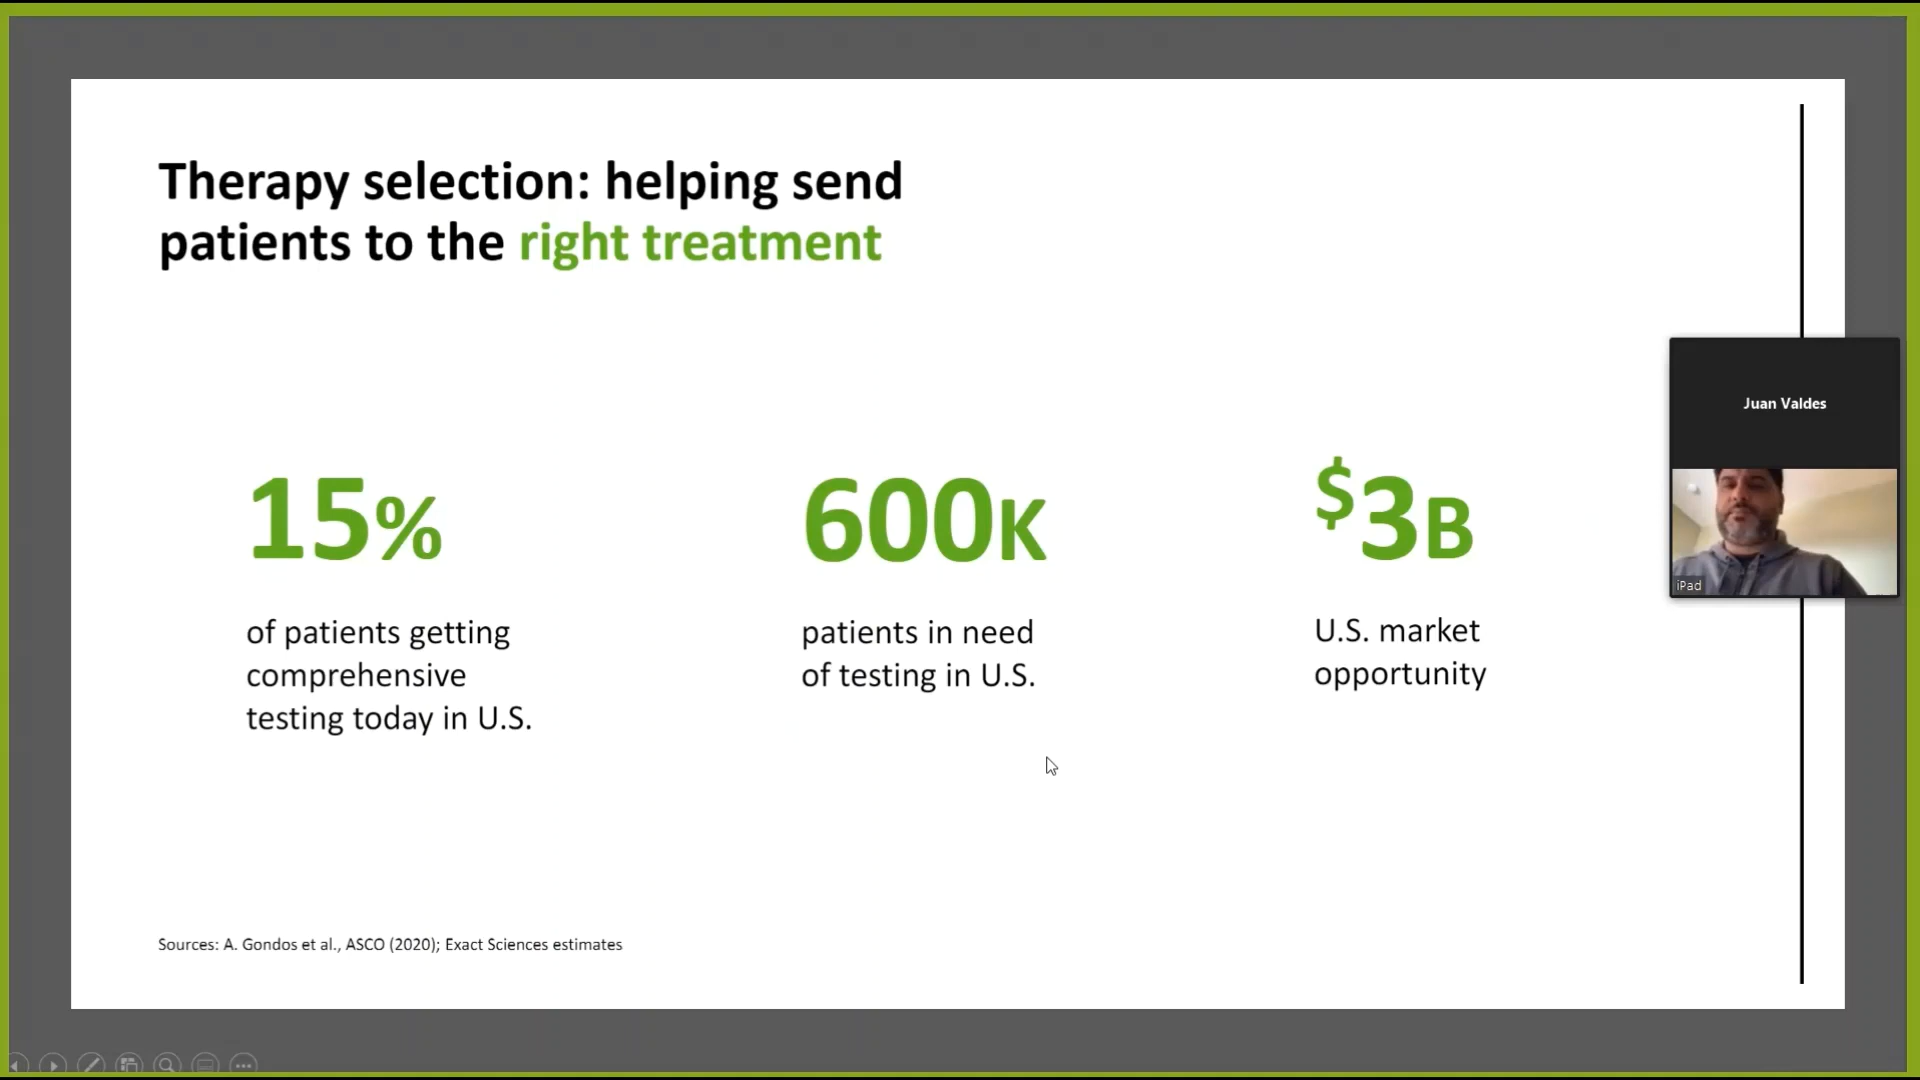 Therapy selection: helping send
patients to the right treatment
15%
of patients getting
comprehensive
testing today in U.S.
600K
patients in need
of testing in U.S.
$3B
U.S. market
opportunity
Juan Valdes
iPad
Sources: A. Gondos et al., ASCO (2020); Exact Sciences estimates